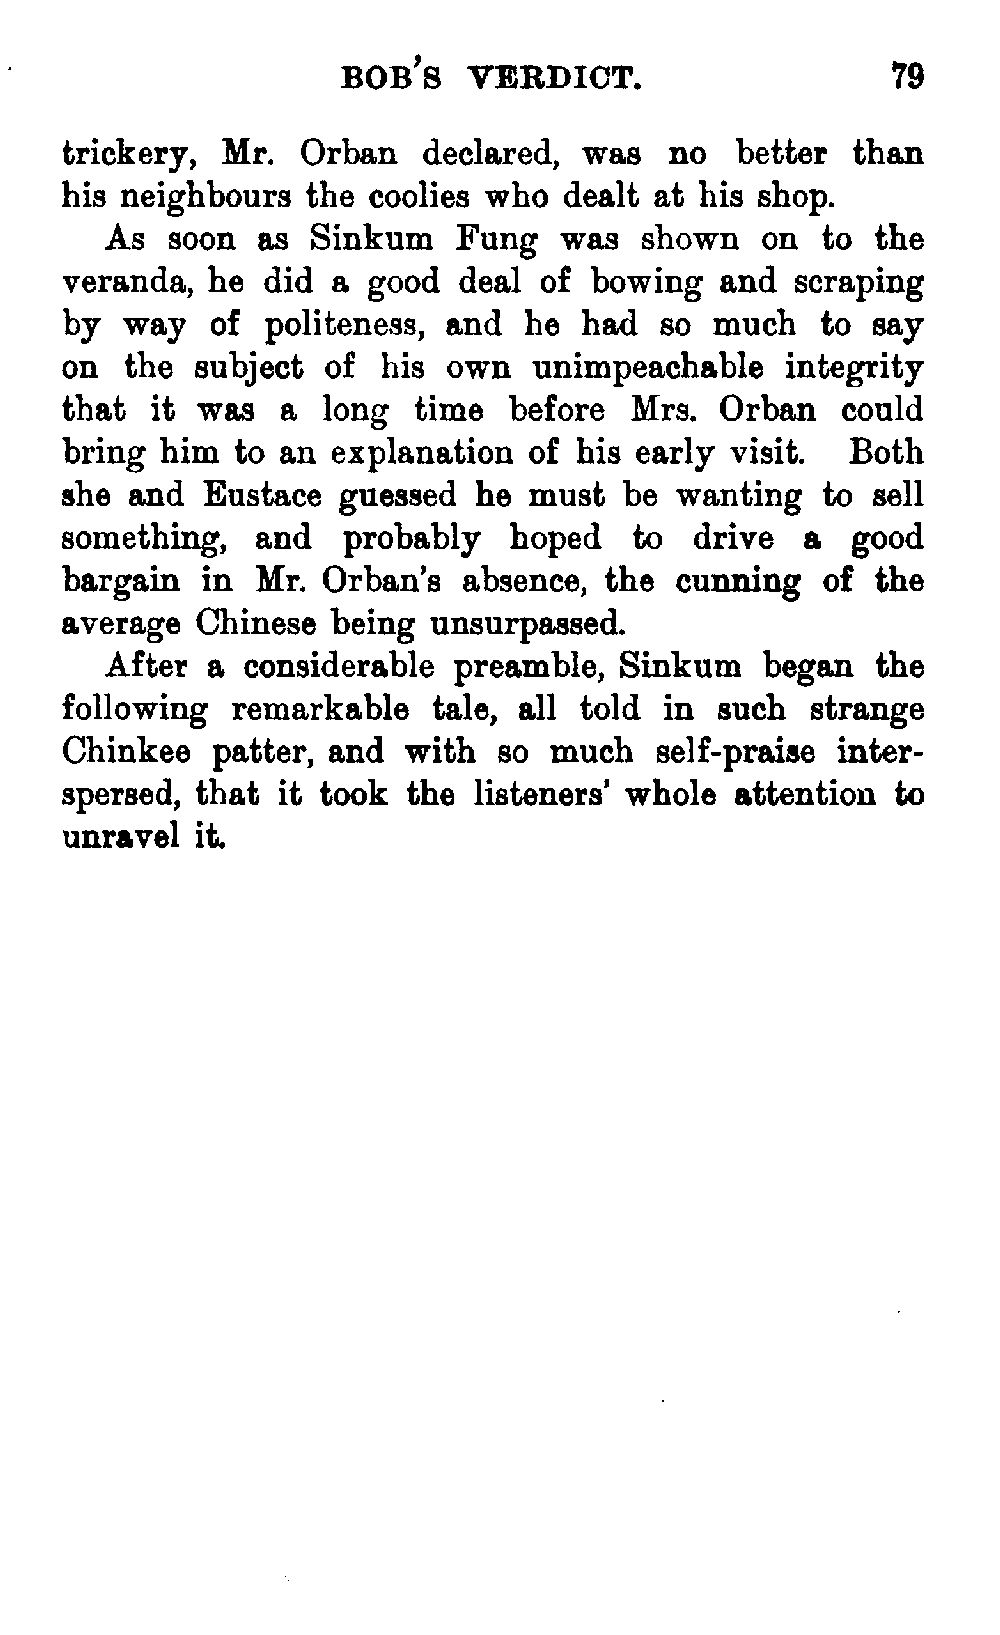 BOB'S VERDICT. 79
trickery, Mr. Orban declared, was no better than
his neighbours the coolies who dealt at his shop.
As soon as Sinkum Fung was shown on to the
veranda, he did a good deal of bowing and scraping
by way of politeness, and he had so much to say
on the subject of his own unimpeachable integrity
that it was a long time before Mrs. Orban could
bring him to an explanation of his early visit. Both
she and Eustace guessed he must be wanting to sell
something, and probably hoped to drive a good
bargain in Mr. Orban's absence, the cunning of the
average Chinese being unsurpassed.
After a considerable preamble, Sinkum began the
following remarkable tale, all told in such strange
Chinkee patter, and with so much self-praise inter-
spersed, that it took the listeners' whole attention to
unravel it.